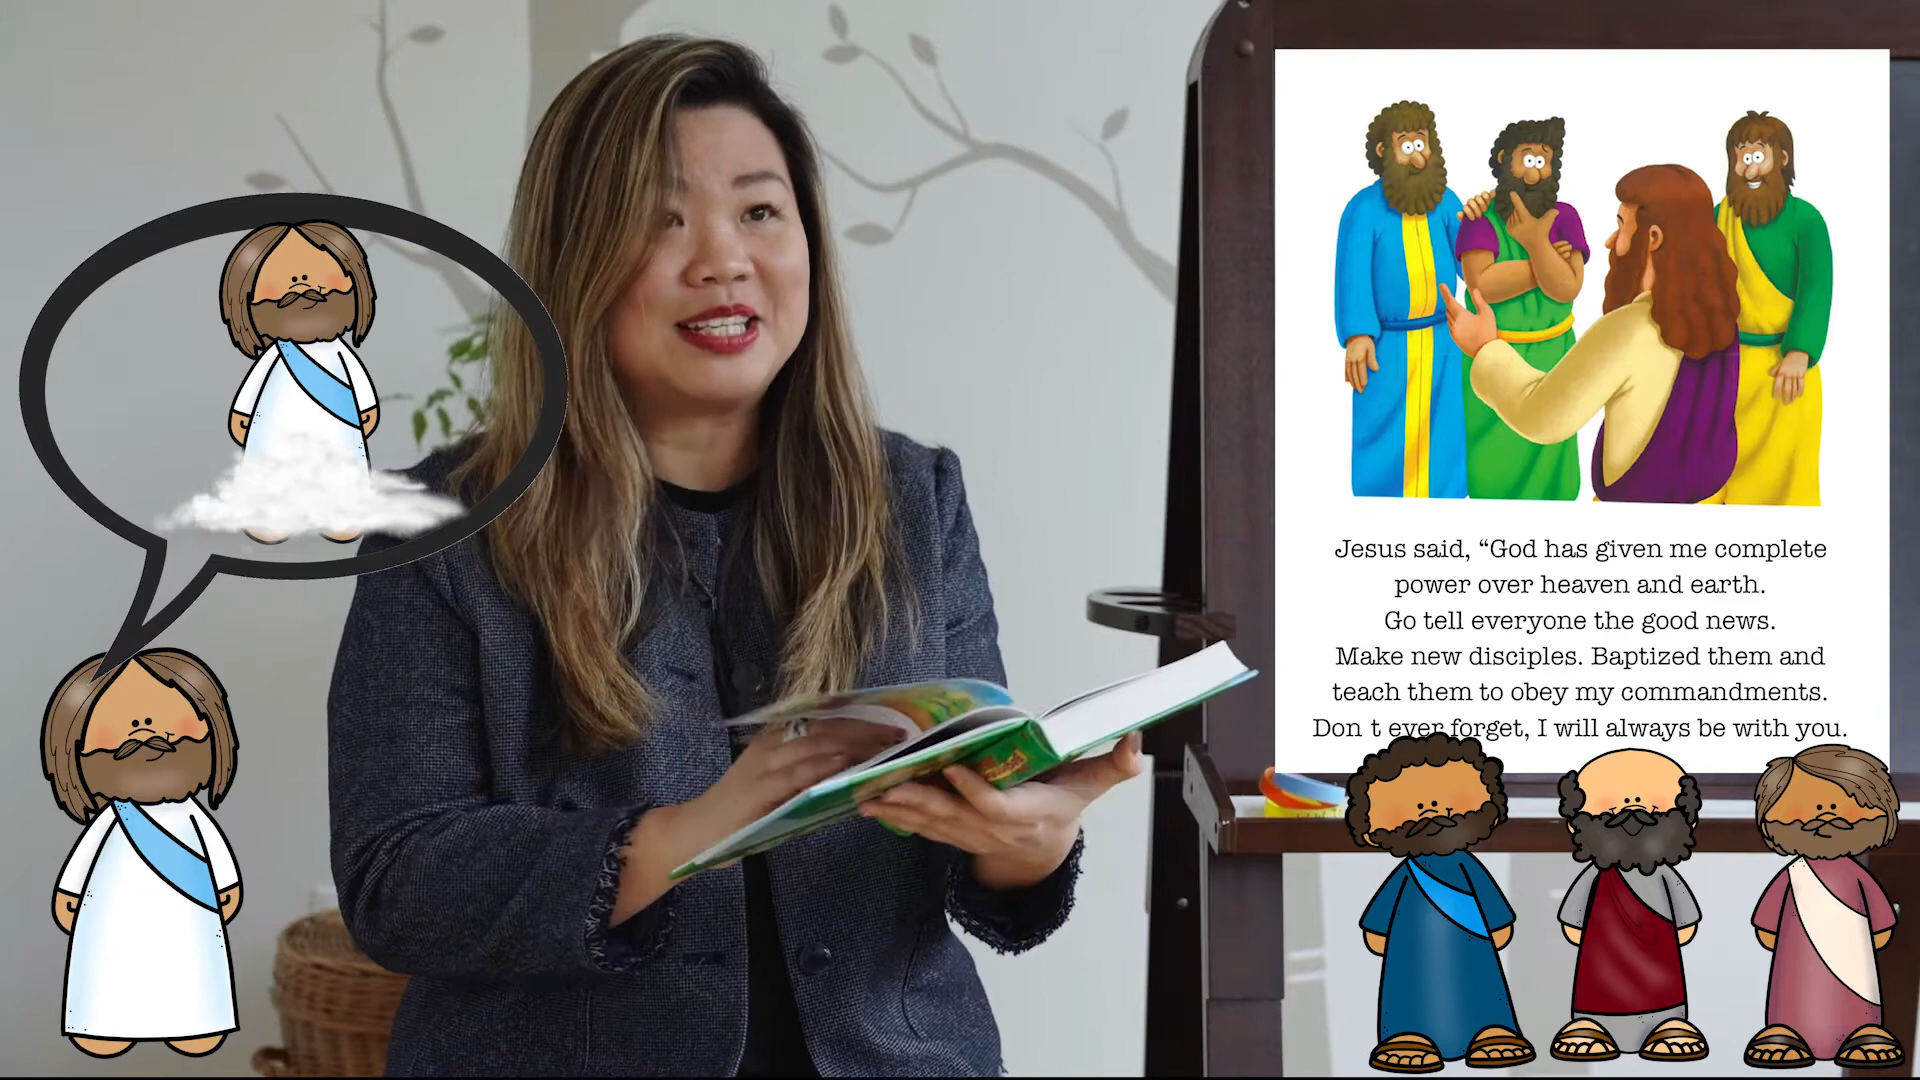 Jesus said, “God has given me complete
power over heaven and earth.
Go tell everyone the good news.
Make new disciples. Baptized them and
teach them to obey my commandments.
Don t ever forget, I will always be with you.